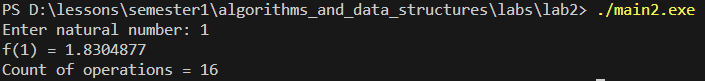 PS D:\lessons\semester1\algorithms_and_data_structures\labs\lab2> ./main2.exe
Enter natural number: 1
f(1) = 1.8304877
Count of operations = 16